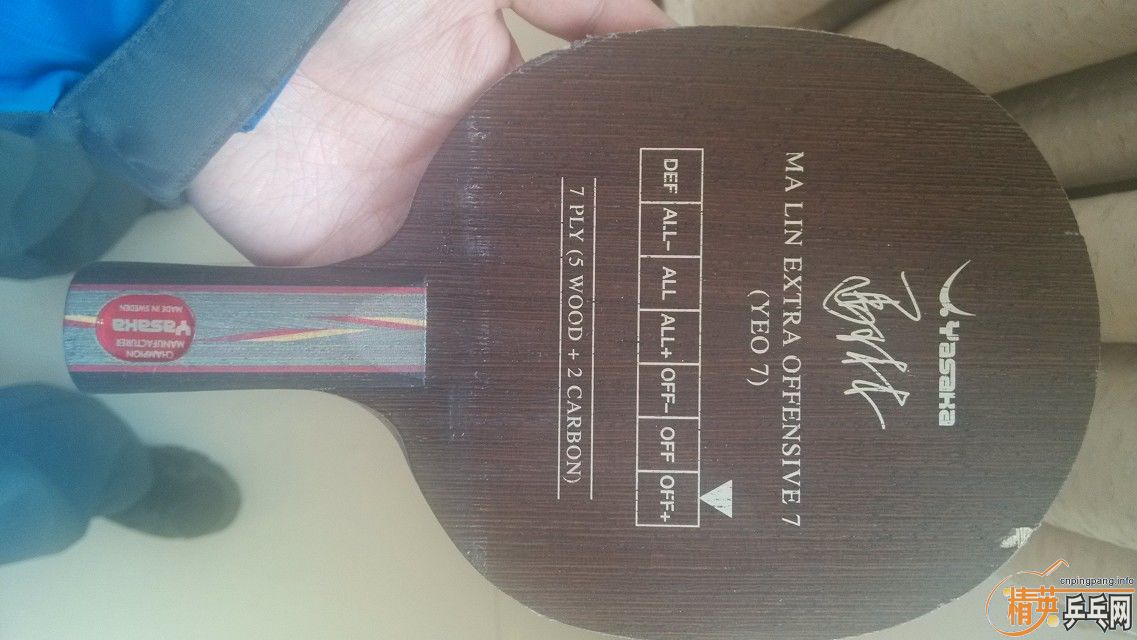 Yasaka
MA LIN EXTRA OFFENSIVE 7
(YEO 7)
DEF ALL– ALL ALL+ OFF– OFF OFF+
7 PLY (5 WOOD + 2 CARBON)
CHAMPION
MANUFACTURER
Yasaka
MADE IN SWEDEN
cnpingpang.info
精英乒乓网